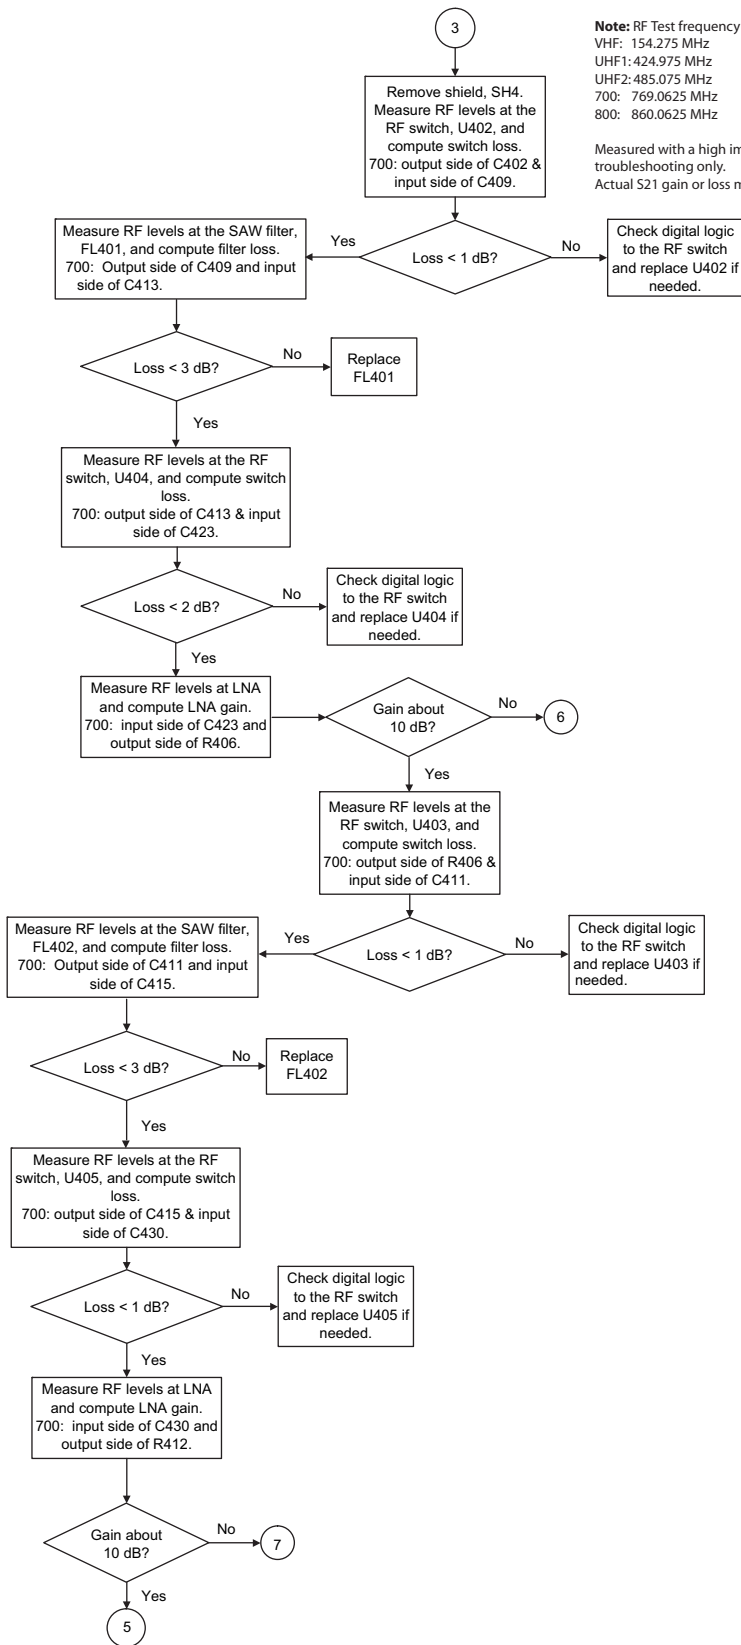 3
Note: RF Test frequency
VHF: 154.275 MHz
UHF1: 424.975 MHz
UHF2: 485.075 MHz
700: 769.0625 MHz
800: 860.0625 MHz
Measured with a high im
troubleshooting only.
Actual S21 gain or loss m
Remove shield, SH4.
Measure RF levels at the
RF switch, U402, and
compute switch loss.
700: output side of C402 &
input side of C409.
Loss < 1 dB?
Yes
No
Measure RF levels at the SAW filter,
FL401, and compute filter loss.
700: Output side of C409 and input
side of C413.
Check digital logic
to the RF switch
and replace U402 if
needed.
Loss < 3 dB?
No
Replace
FL401
Yes
Measure RF levels at the RF
switch, U404, and compute switch
loss.
700: output side of C413 & input
side of C423.
Loss < 2 dB?
No
Check digital logic
to the RF switch
and replace U404 if
needed.
Yes
Measure RF levels at LNA
and compute LNA gain.
700: input side of C423 and
output side of R406.
Gain about
10 dB?
No
6
Yes
Measure RF levels at the
RF switch, U403, and
compute switch loss.
700: output side of R406 &
input side of C411.
Loss < 1 dB?
Yes
No
Measure RF levels at the SAW filter,
FL402, and compute filter loss.
700: Output side of C411 and input
side of C415.
Check digital logic
to the RF switch
and replace U403 if
needed.
Loss < 3 dB?
No
Replace
FL402
Yes
Measure RF levels at the RF
switch, U405, and compute switch
loss.
700: output side of C415 & input
side of C430.
Loss < 1 dB?
No
Check digital logic
to the RF switch
and replace U405 if
needed.
Yes
Measure RF levels at LNA
and compute LNA gain.
700: input side of C430 and
output side of R412.
Gain about
10 dB?
No
7
Yes
5